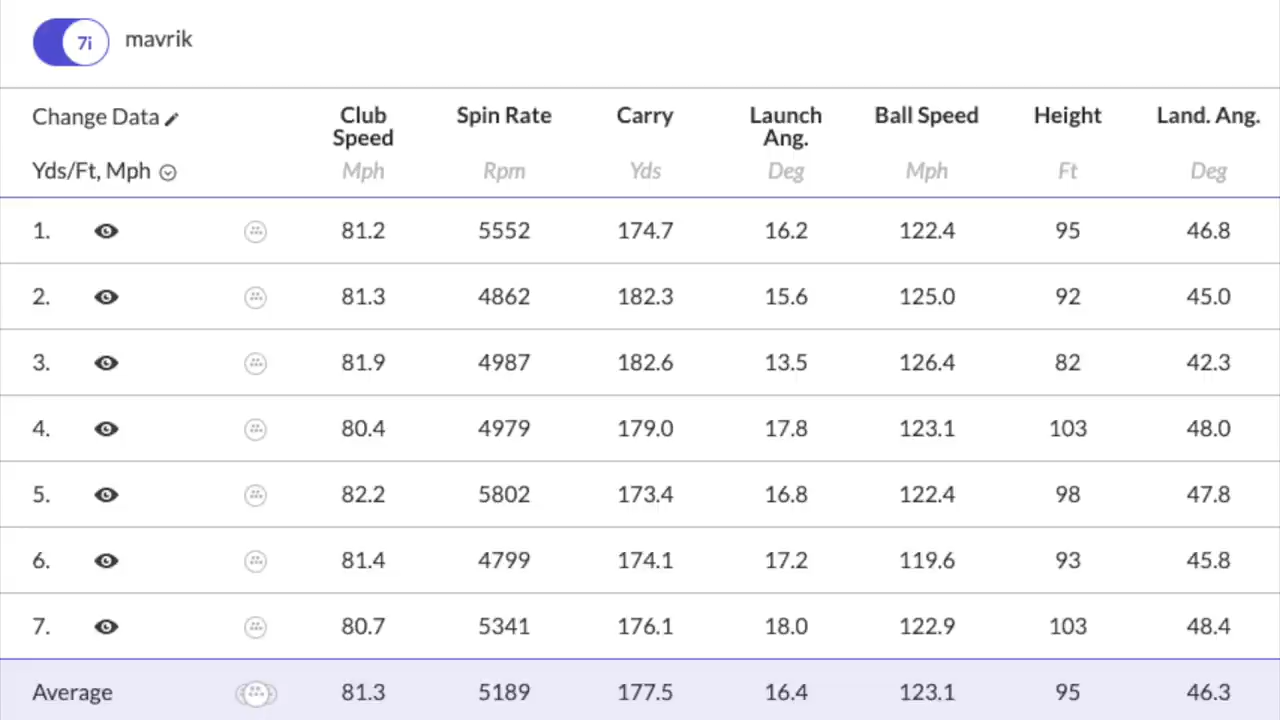 7i mavrik
Change Data Club Speed Spin Rate Carry Launch Ang. Ball Speed Height Land. Ang.
Yds/Ft, Mph Mph Rpm Yds Deg Mph Ft Deg
1. 81.2 5552 174.7 16.2 122.4 95 46.8
2. 81.3 4862 182.3 15.6 125.0 92 45.0
3. 81.9 4987 182.6 13.5 126.4 82 42.3
4. 80.4 4979 179.0 17.8 123.1 103 48.0
5. 82.2 5802 173.4 16.8 122.4 98 47.8
6. 81.4 4799 174.1 17.2 119.6 93 45.8
7. 80.7 5341 176.1 18.0 122.9 103 48.4
Average 81.3 5189 177.5 16.4 123.1 95 46.3